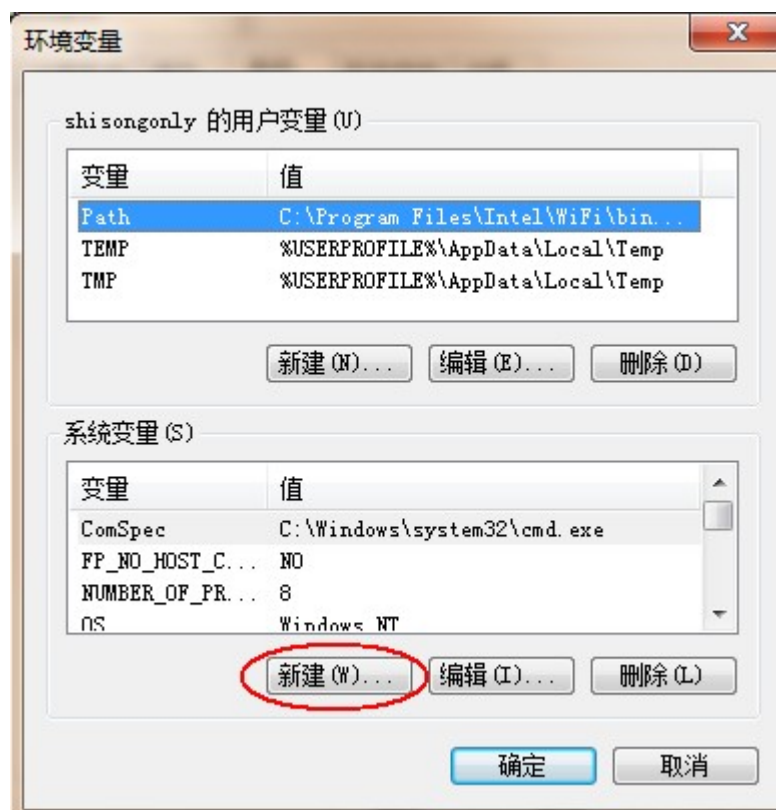 环境变量
shisongonly 的用户变量(U)
变量 值
Path C:\Program Files\Intel\WiFi\bin...
TEMP %USERPROFILE%\AppData\Local\Temp
TMP %USERPROFILE%\AppData\Local\Temp
新建(N)... 编辑(E)... 删除(D)
系统变量(S)
变量 值
ComSpec C:\Windows\system32\cmd.exe
FP_NO_HOST_C... NO
NUMBER_OF_PR... 8
OS Windows_NT
新建(W)... 编辑(I)... 删除(L)
确定 取消